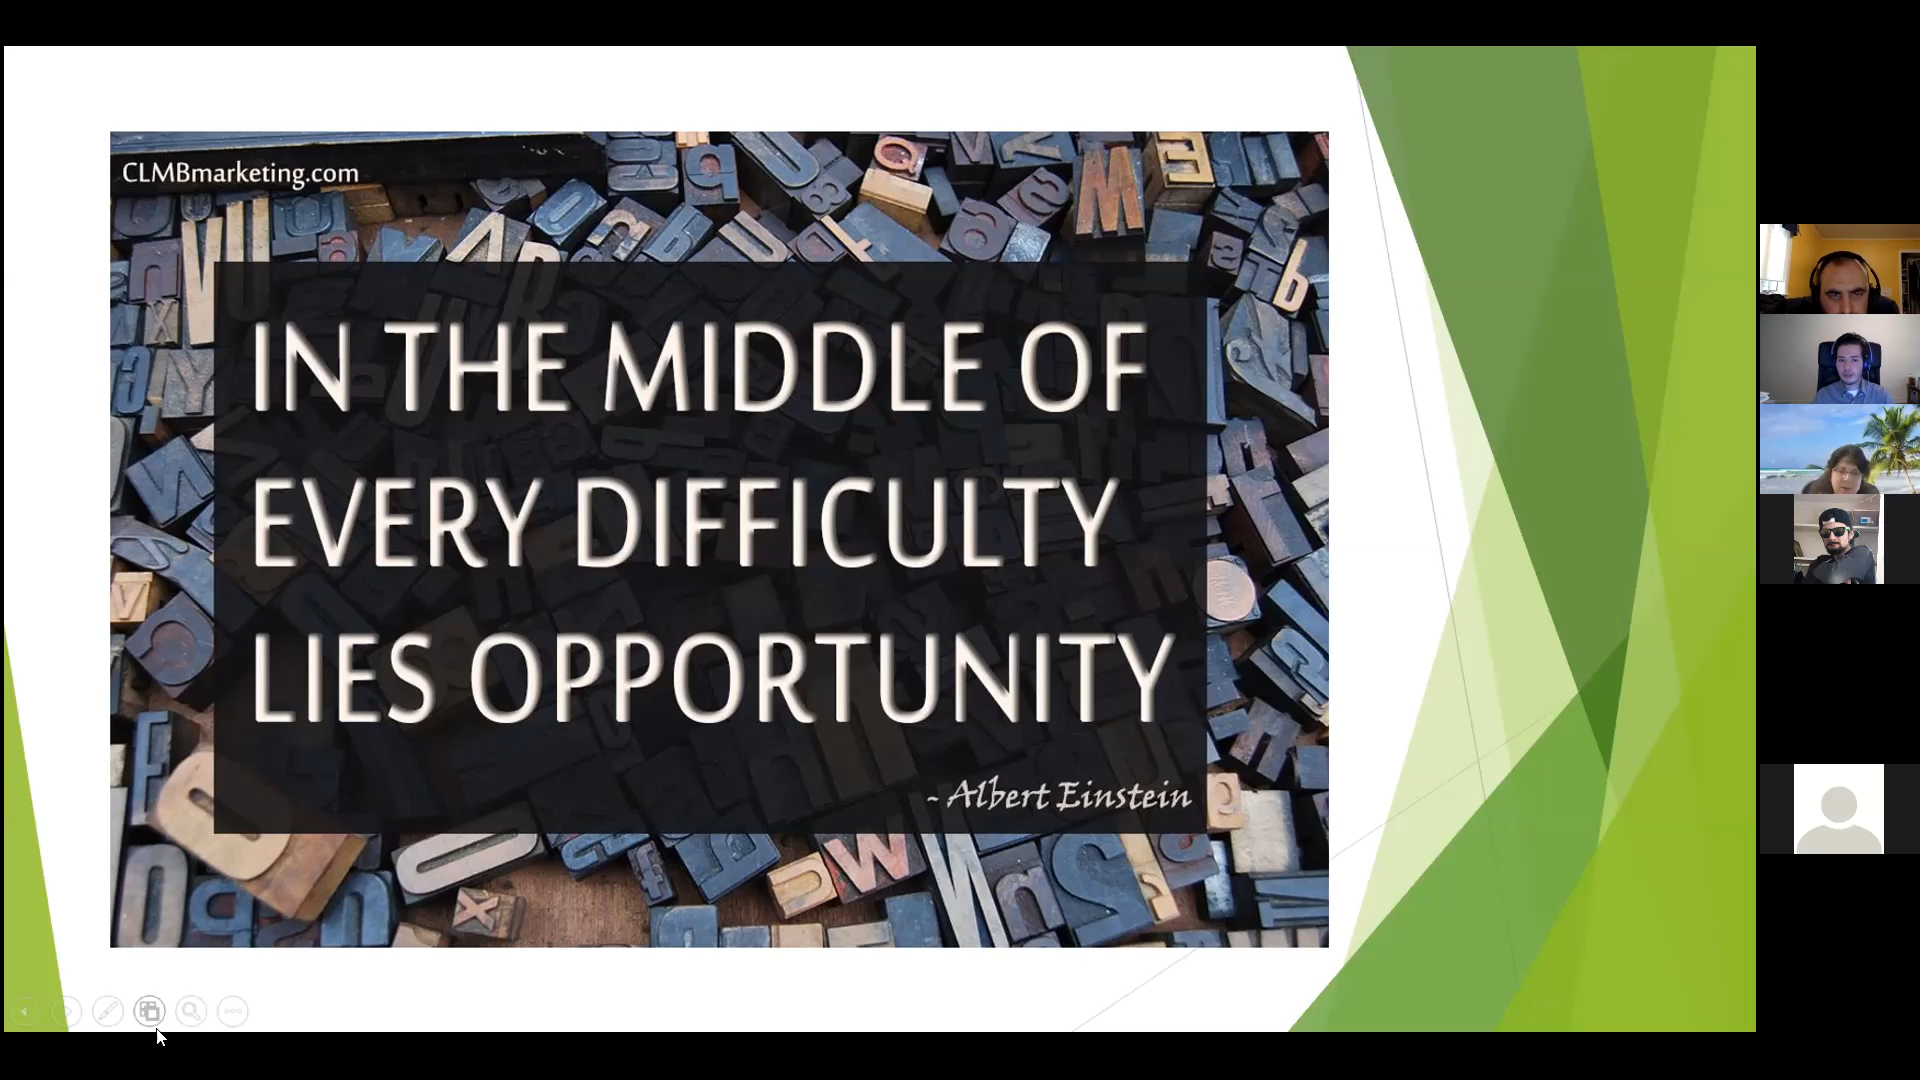 CLMBmarketing.com
IN THE MIDDLE OF
EVERY DIFFICULTY
LIES OPPORTUNITY
- Albert Einstein